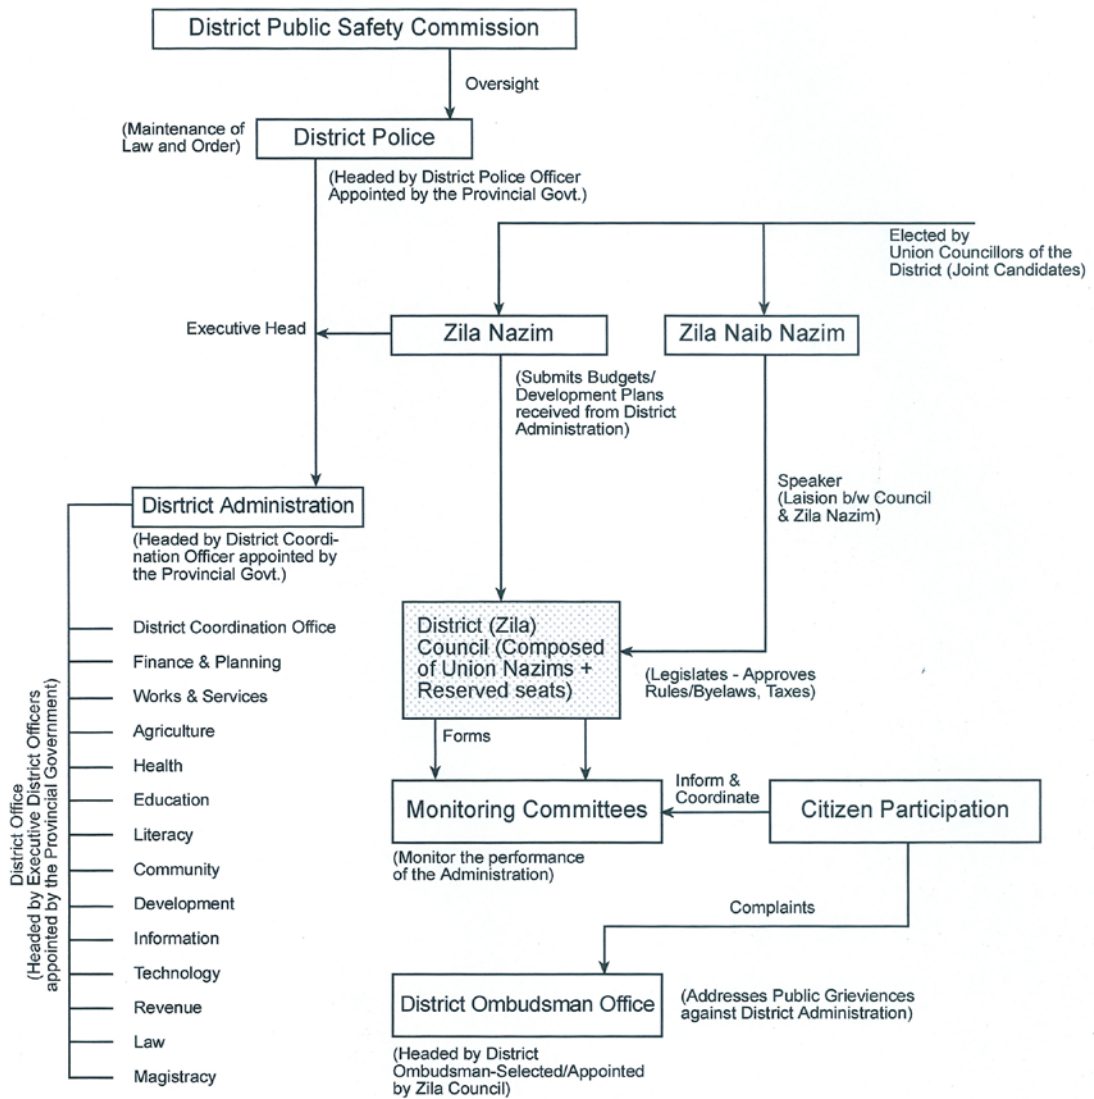 District Public Safety Commission
Oversight
(Maintenance of
Law and Order)
District Police
(Headed by District Police Officer
Appointed by the Provincial Govt.)
Elected by
Union Councillors of the
District (Joint Candidates)
Executive Head
Zila Nazim
Zila Naib Nazim
(Submits Budgets/
Development Plans
received from District
Administration)
Speaker
(Laision b/w Council
& Zila Nazim)
Disrtrict Administration
(Headed by District Coordi-
nation Officer appointed by
the Provincial Govt.)
District Office
(Headed by Executive District Officers
appointed by the Provincial Government)
District Coordination Office
Finance & Planning
Works & Services
Agriculture
Health
Education
Literacy
Community
Development
Information
Technology
Revenue
Law
Magistracy
District (Zila)
Council (Composed
of Union Nazims +
Reserved seats)
(Legislates - Approves
Rules/Byelaws, Taxes)
Forms
Monitoring Committees
(Monitor the performance
of the Administration)
Inform &
Coordinate
Citizen Participation
Complaints
District Ombudsman Office
(Addresses Public Grieviences
against District Administration)
(Headed by District
Ombudsman-Selected/Appointed
by Zila Council)